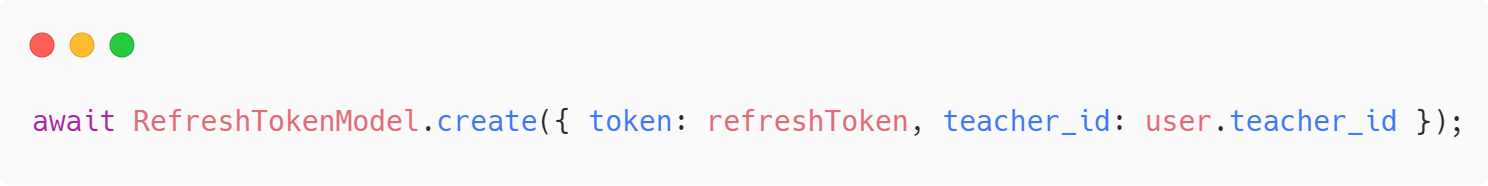 await RefreshTokenModel.create({ token: refreshToken, teacher_id: user.teacher_id });